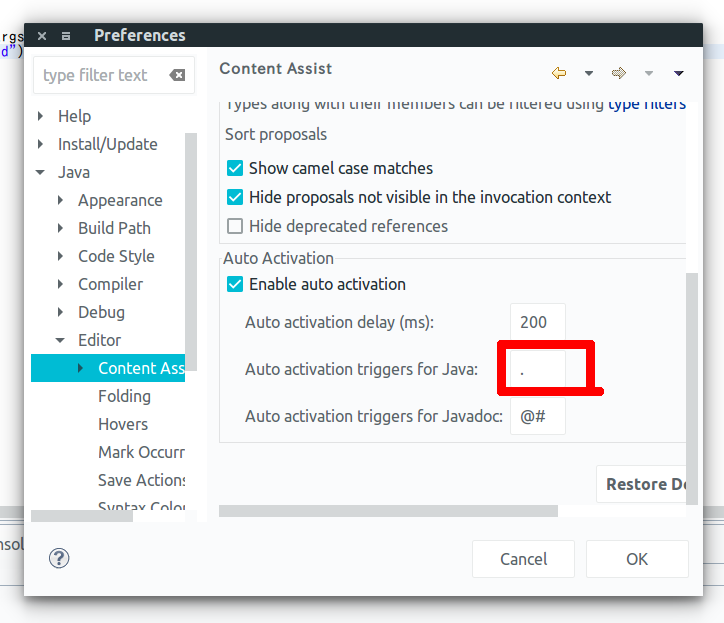 rgs
d")
Preferences
type filter text
Help
Install/Update
Java
Appearance
Build Path
Code Style
Compiler
Debug
Editor
Content Ass
Folding
Hovers
Mark Occurr
Save Actions
Syntax Colo
Content Assist
Types along with their members can be filtered using type filters
Sort proposals
Show camel case matches
Hide proposals not visible in the invocation context
Hide deprecated references
Auto Activation
Enable auto activation
Auto activation delay (ms): 200
Auto activation triggers for Java: .
Auto activation triggers for Javadoc: @#
Restore De
nsol
?
Cancel
OK